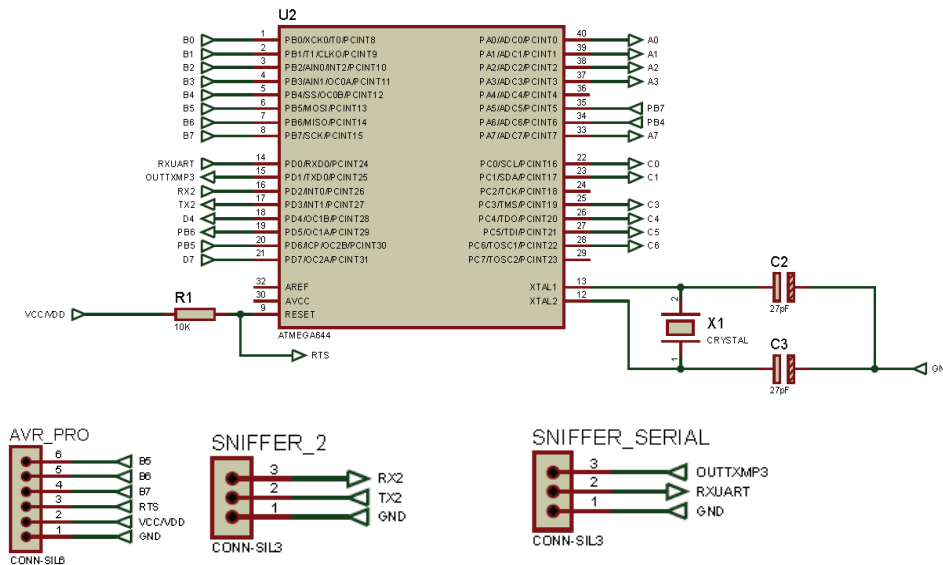 U2
B0 1 PB0/XCK0/T0/PCINT8 PA0/ADC0/PCINT0 40 A0
B1 2 PB1/T1/CLKO/PCINT9 PA1/ADC1/PCINT1 39 A1
B2 3 PB2/AIN0/INT2/PCINT10 PA2/ADC2/PCINT2 38 A2
B3 4 PB3/AIN1/OC0A/PCINT11 PA3/ADC3/PCINT3 37 A3
B4 5 PB4/SS/OC0B/PCINT12 PA4/ADC4/PCINT4 36
B5 6 PB5/MOSI/PCINT13 PA5/ADC5/PCINT5 35 PB7
B6 7 PB6/MISO/PCINT14 PA6/ADC6/PCINT6 34 PB4
B7 8 PB7/SCK/PCINT15 PA7/ADC7/PCINT7 33 A7
RXUART 14 PD0/RXD0/PCINT24 PC0/SCL/PCINT16 22 C0
OUTTXMP3 15 PD1/TXD0/PCINT25 PC1/SDA/PCINT17 23 C1
RX2 16 PD2/INT0/PCINT26 PC2/TCK/PCINT18 24
TX2 17 PD3/INT1/PCINT27 PC3/TMS/PCINT19 25 C3
D4 18 PD4/OC1B/PCINT28 PC4/TDO/PCINT20 26 C4
PB6 19 PD5/OC1A/PCINT29 PC5/TDI/PCINT21 27 C5
PB5 20 PD6/ICP/OC2B/PCINT30 PC6/TOSC1/PCINT22 28 C6
D7 21 PD7/OC2A/PCINT31 PC7/TOSC2/PCINT23 29
32 AREF XTAL1 13
30 AVCC XTAL2 12
9 RESET
ATMEGA644
VCC/VDD
R1
10K
RTS
2
X1
CRYSTAL
1
C2
27pF
C3
27pF
GN
AVR_PRO
6 B5
5 B6
4 B7
3 RTS
2 VCC/VDD
1 GND
CONN-SIL6
SNIFFER_2
3 RX2
2 TX2
1 GND
CONN-SIL3
SNIFFER_SERIAL
3 OUTTXMP3
2 RXUART
1 GND
CONN-SIL3